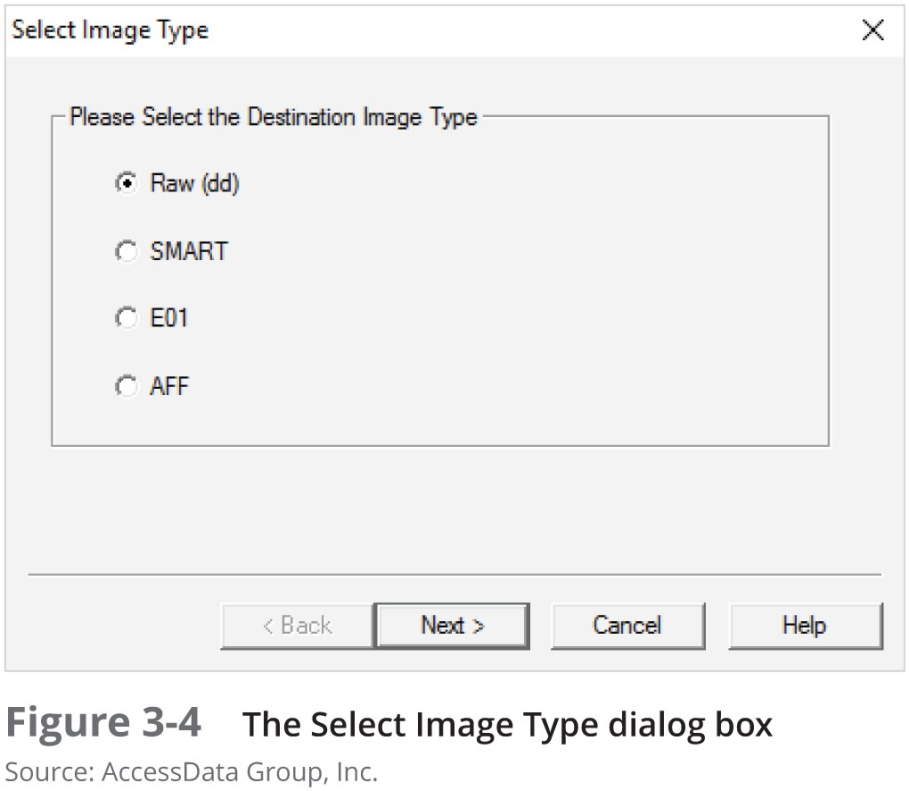 Select Image Type
Please Select the Destination Image Type
Raw (dd)
SMART
E01
AFF
< Back Next > Cancel Help
Figure 3-4 The Select Image Type dialog box
Source: AccessData Group, Inc.